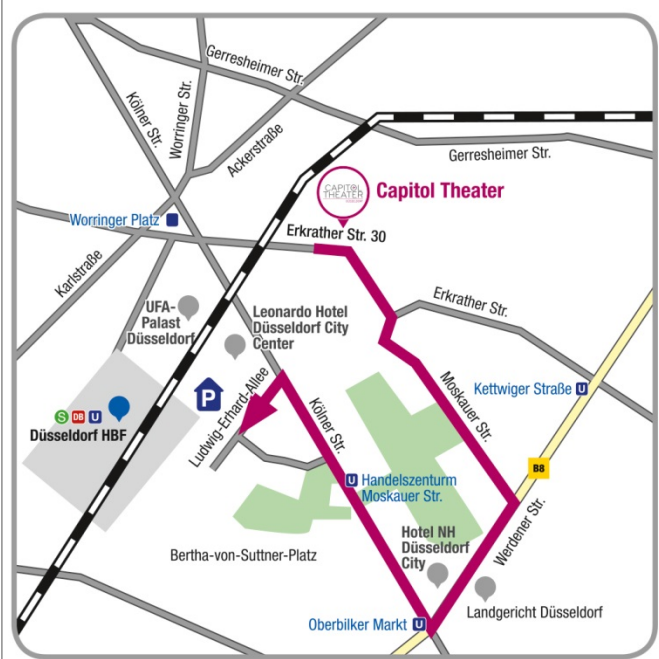 Gerresheimer Str.
Kölner Str.
Worringer Str.
Ackerstraße
Gerresheimer Str.
CAPITOL
THEATER
Capitol Theater
Worringer Platz
Erkrather Str. 30
Karlstraße
UFA-
Palast
Düsseldorf
Leonardo Hotel
Düsseldorf City
Center
Erkrather Str.
Kettwiger Straße U
Ludwig-Erhard-Allee
P
Moskauer Str.
S DB U
Düsseldorf HBF
Kölner Str.
B8
U Handelszenturm
Moskauer Str.
Werdener Str.
Hotel NH
Düsseldorf
City
Bertha-von-Suttner-Platz
Landgericht Düsseldorf
Oberbilker Markt U